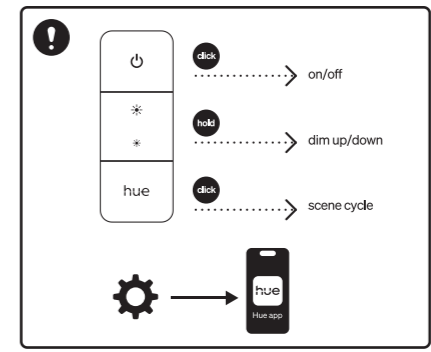 click
on/off
hold
dim up/down
hue
click
scene cycle
hue
Hue app